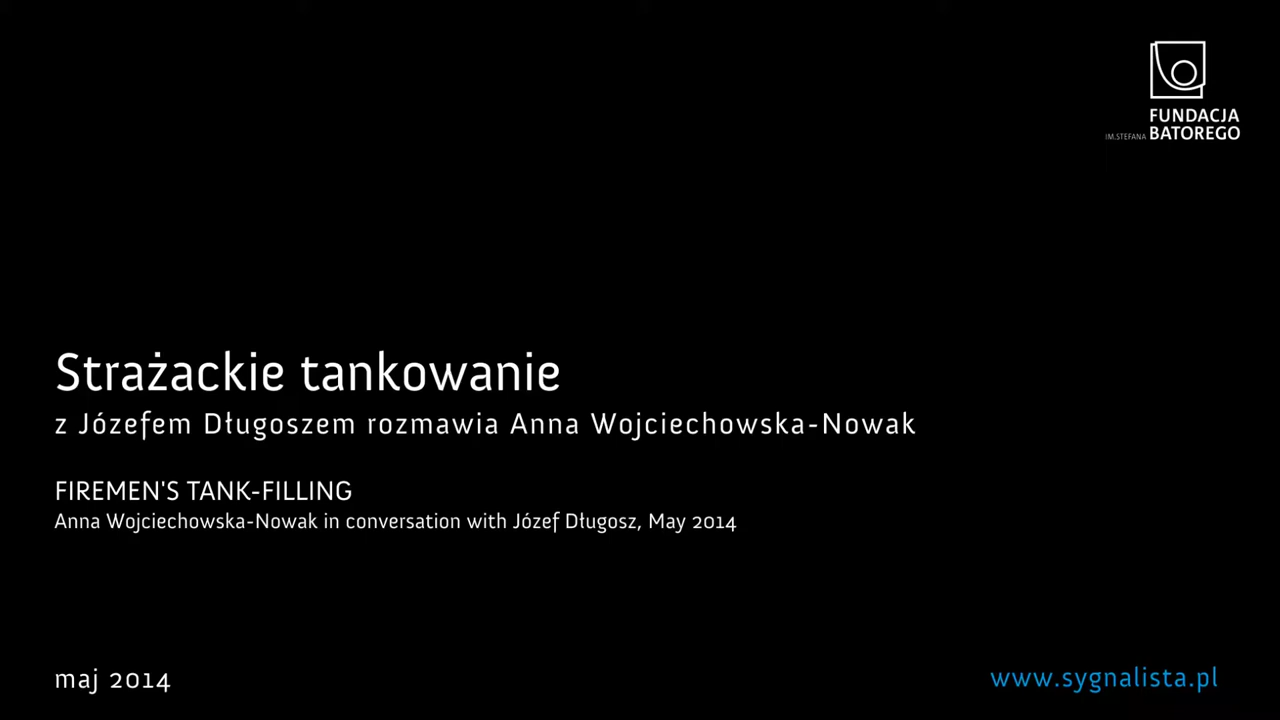 FUNDACJA
IM.STEFANA BATOREGO
Strażackie tankowanie
z Józefem Długoszem rozmawia Anna Wojciechowska-Nowak
FIREMEN'S TANK-FILLING
Anna Wojciechowska-Nowak in conversation with Józef Długosz, May 2014
maj 2014
www.sygnalista.pl